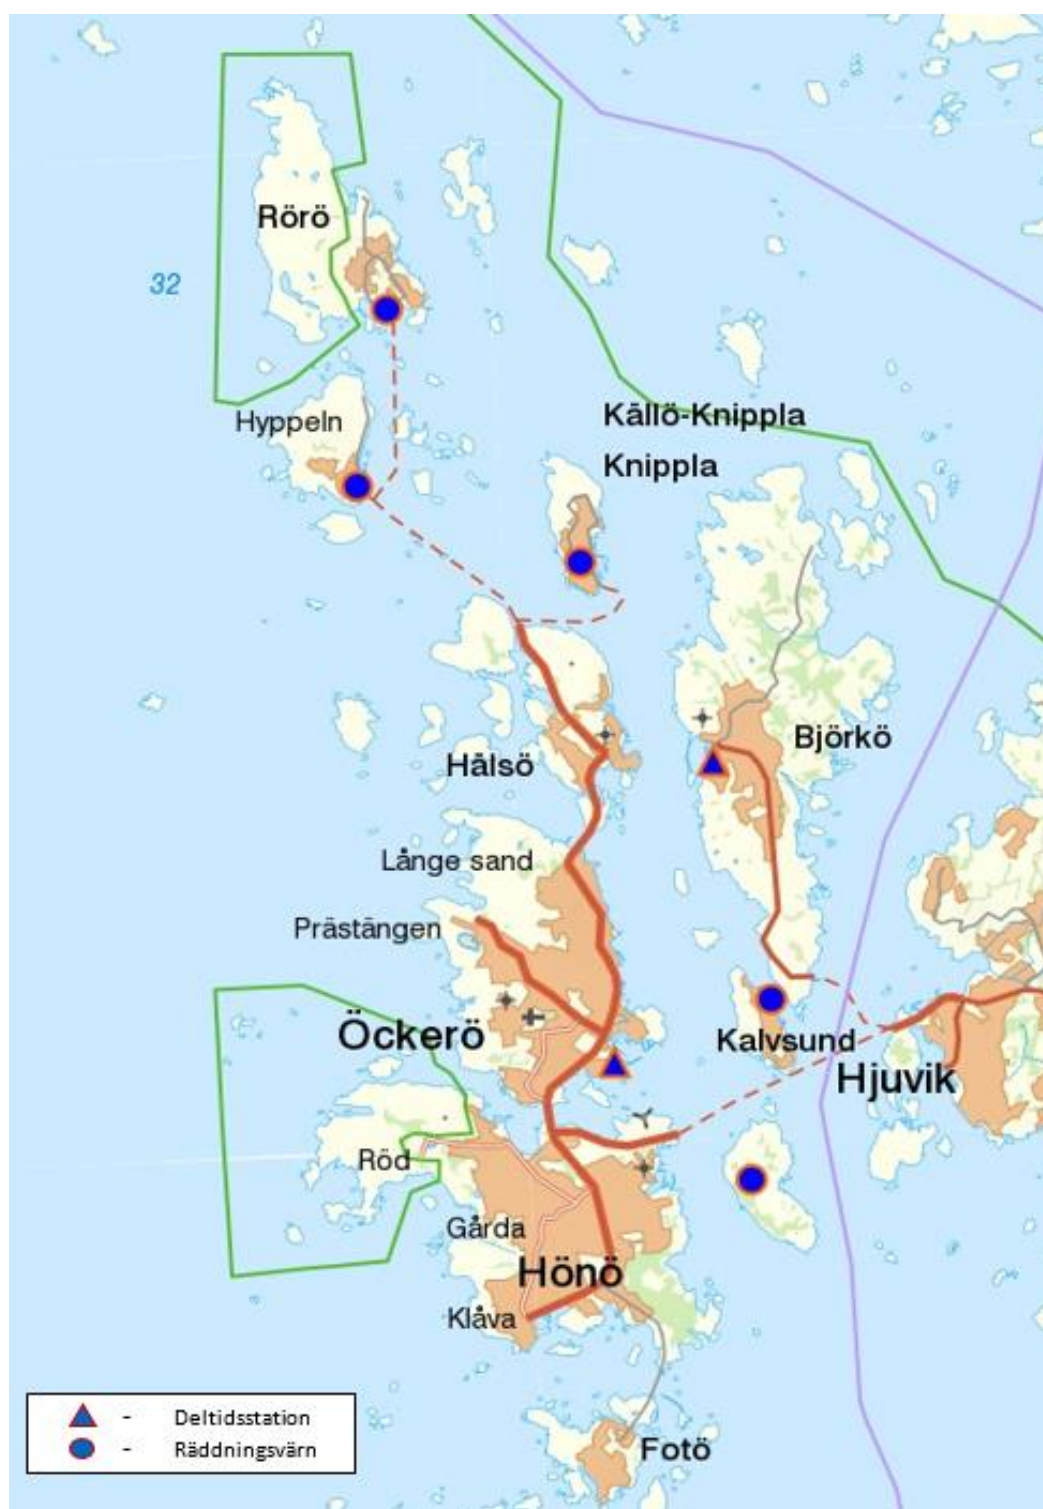 Rörö
32
Hyppeln
Källö-Knippla
Knippla
Björkö
Hälsö
Långe sand
Prästängen
Öckerö
Kalvsund
Hjuvik
Röd
Gårda
Hönö
Klåva
Fotö
- Deltidsstation
- Räddningsvärn